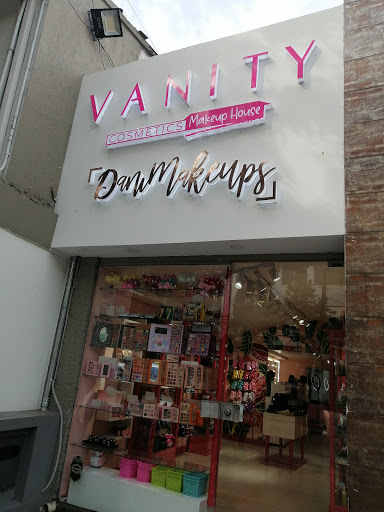 VANITY
COSMETICS Makeup House
DaniMakeups